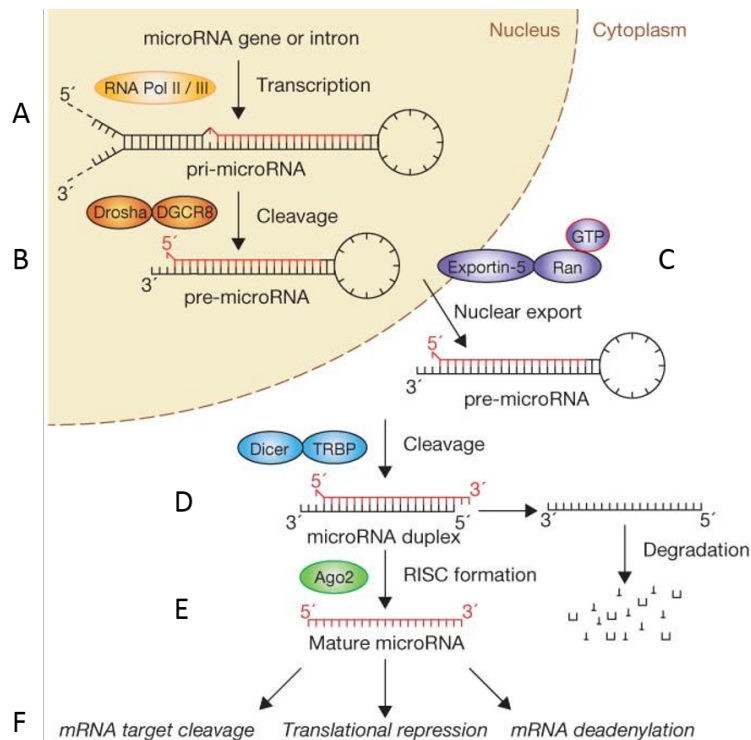 Nucleus
Cytoplasm
microRNA gene or intron
RNA Pol II / III
Transcription
A
5´
pri-microRNA
3´
Drosha
DGCR8
Cleavage
GTP
B
5´
3´
pre-microRNA
Exportin-5
Ran
C
Nuclear export
5´
3´
pre-microRNA
Dicer
TRBP
Cleavage
D
5´
3´
3´
5´
microRNA duplex
3´
5´
Degradation
Ago2
RISC formation
E
5´
3´
Mature microRNA
F
mRNA target cleavage
Translational repression
mRNA deadenylation